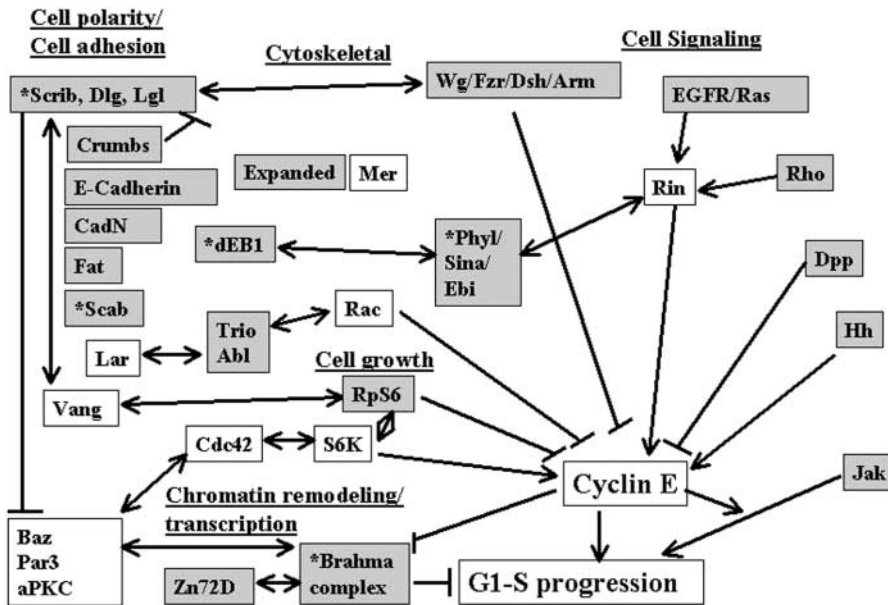 Cell polarity/
Cell adhesion
Cytoskeletal
Cell Signaling
*Scrib, Dlg, Lgl
Wg/Fzr/Dsh/Arm
EGFR/Ras
Crumbs
E-Cadherin
Expanded
Mer
Rin
Rho
CadN
*dEB1
*Phyl/
Sina/
Ebi
Fat
Dpp
*Scab
Trio
Abl
Rac
Lar
Hh
Cell growth
Vang
RpS6
Cdc42
S6K
Cyclin E
Jak
Chromatin remodeling/
transcription
Baz
Par3
aPKC
Zn72D
*Brahma
complex
G1-S progression